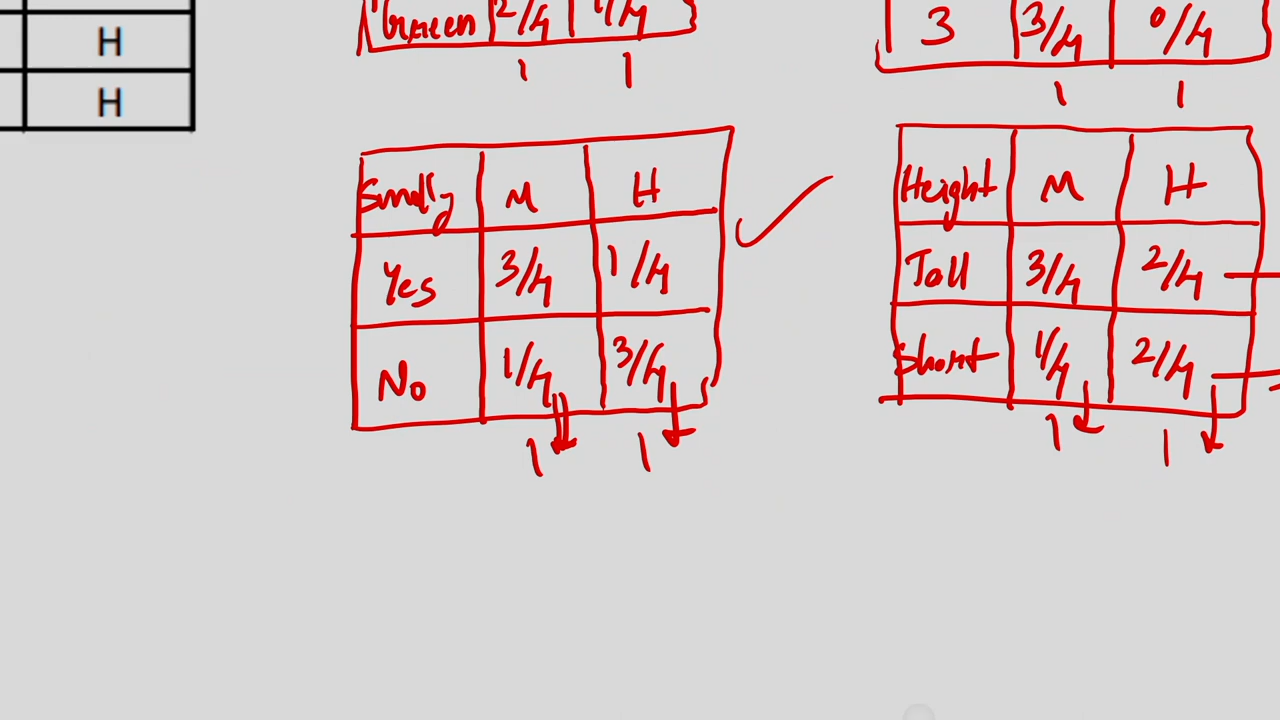 H
H
Green 2/4 1/4
1 1
3 3/4 0/4
1 1
Smelly M H
Yes 3/4 1/4
No 1/4 3/4
1 1
Height M H
Tall 3/4 2/4
Short 1/4 2/4
1 1